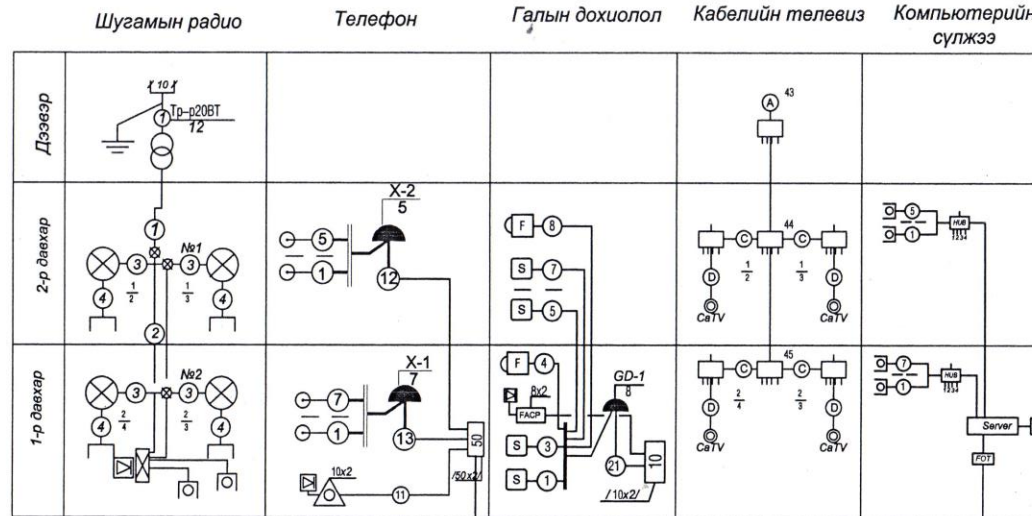 Шугамын радио
Телефон
Галын дохиолол
Кабелийн телевиз
Компьютерийн
сүлжээ
Дээвэр
10
1
Тр-р20ВТ
12
A
43
2-р давхар
1
№1
3
3
4
4
1
2
1
3
2
X-2
5
5
1
12
F
8
S
7
S
5
44
C
C
1
2
1
3
D
D
CaTV
CaTV
5
1
HUB
1234
1-р давхар
№2
3
3
4
4
2
4
2
3
X-1
7
7
1
13
50
/50x2/
10x2
11
F
4
8x2
FACP
GD-1
8
S
3
S
1
21
10
/10x2/
45
C
C
2
4
2
3
D
D
CaTV
CaTV
7
1
HUB
1234
Server
FOT